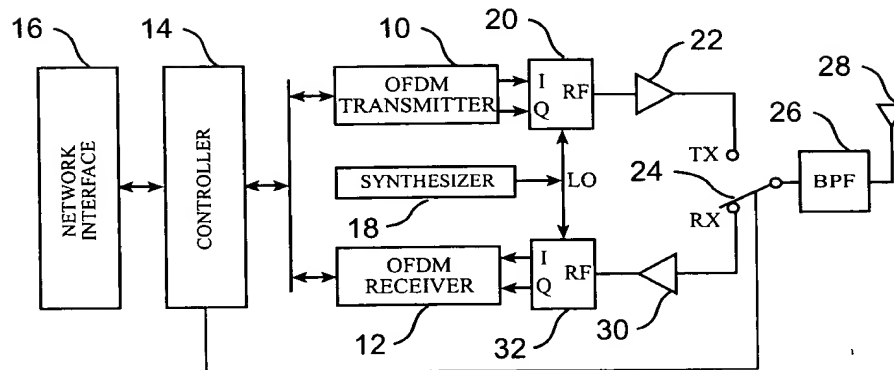 16
14
10
20
22
28
NETWORK
INTERFACE
CONTROLLER
OFDM
TRANSMITTER
I
Q
RF
TX
26
BPF
24
SYNTHESIZER
LO
18
RX
OFDM
RECEIVER
I
Q
RF
12
32
30